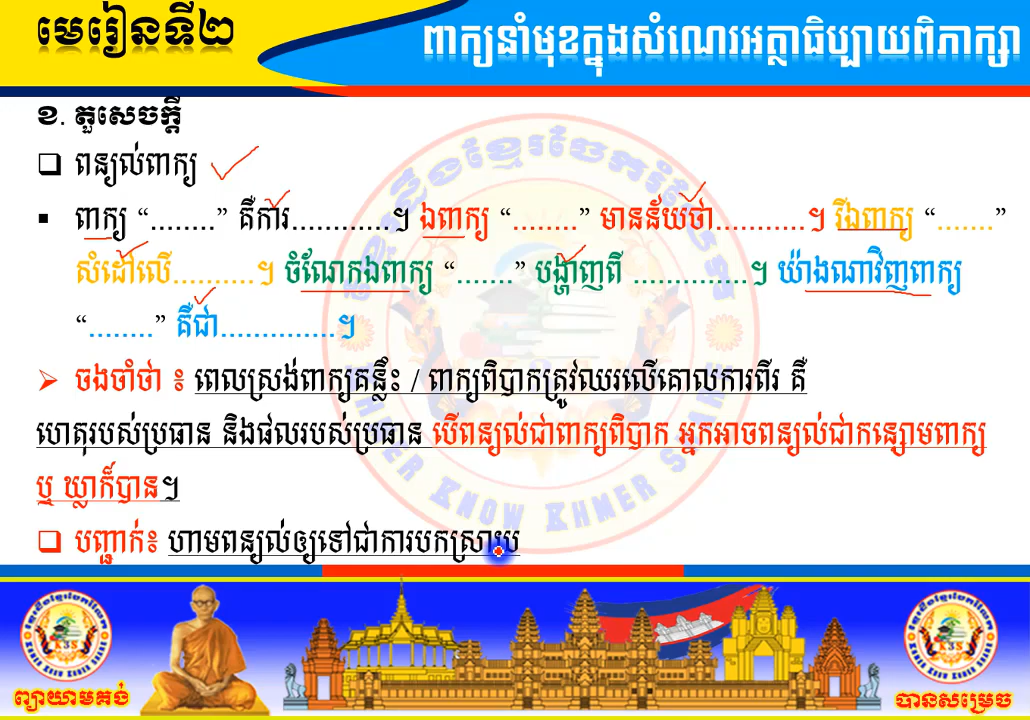 មេរៀនទី២
ពាក្យនាំមុខក្នុងសំណេរអត្ថាធិប្បាយពិភាក្សា
ខ. តួសេចក្តី
ពន្យល់ពាក្យ
ពាក្យ “........” គឺការ............។ ឯពាក្យ “........” មានន័យថា...........។ រីឯពាក្យ “.......”
សំដៅលើ..........។ ចំណែកឯពាក្យ “.......” បង្ហាញពី ..............។ យ៉ាងណាវិញពាក្យ
“........” គឺជា..............។
ចងចាំថា ៖ ពេលស្រង់ពាក្យគន្លឹះ / ពាក្យពិបាកត្រូវឈរលើគោលការពីរ គឺ
ហេតុរបស់ប្រធាន និងផលរបស់ប្រធាន បើពន្យល់ជាពាក្យពិបាក អ្នកអាចពន្យល់ជាកន្សោមពាក្យ
ឬ ឃ្លាក៏បាន។
បញ្ជាក់៖ ហាមពន្យល់ឲ្យទៅជាការបកស្រាយ
KHMER KNOW KHMER SHARE
K3S
K3S
ព្យាយាមគង់
បានសម្រេច